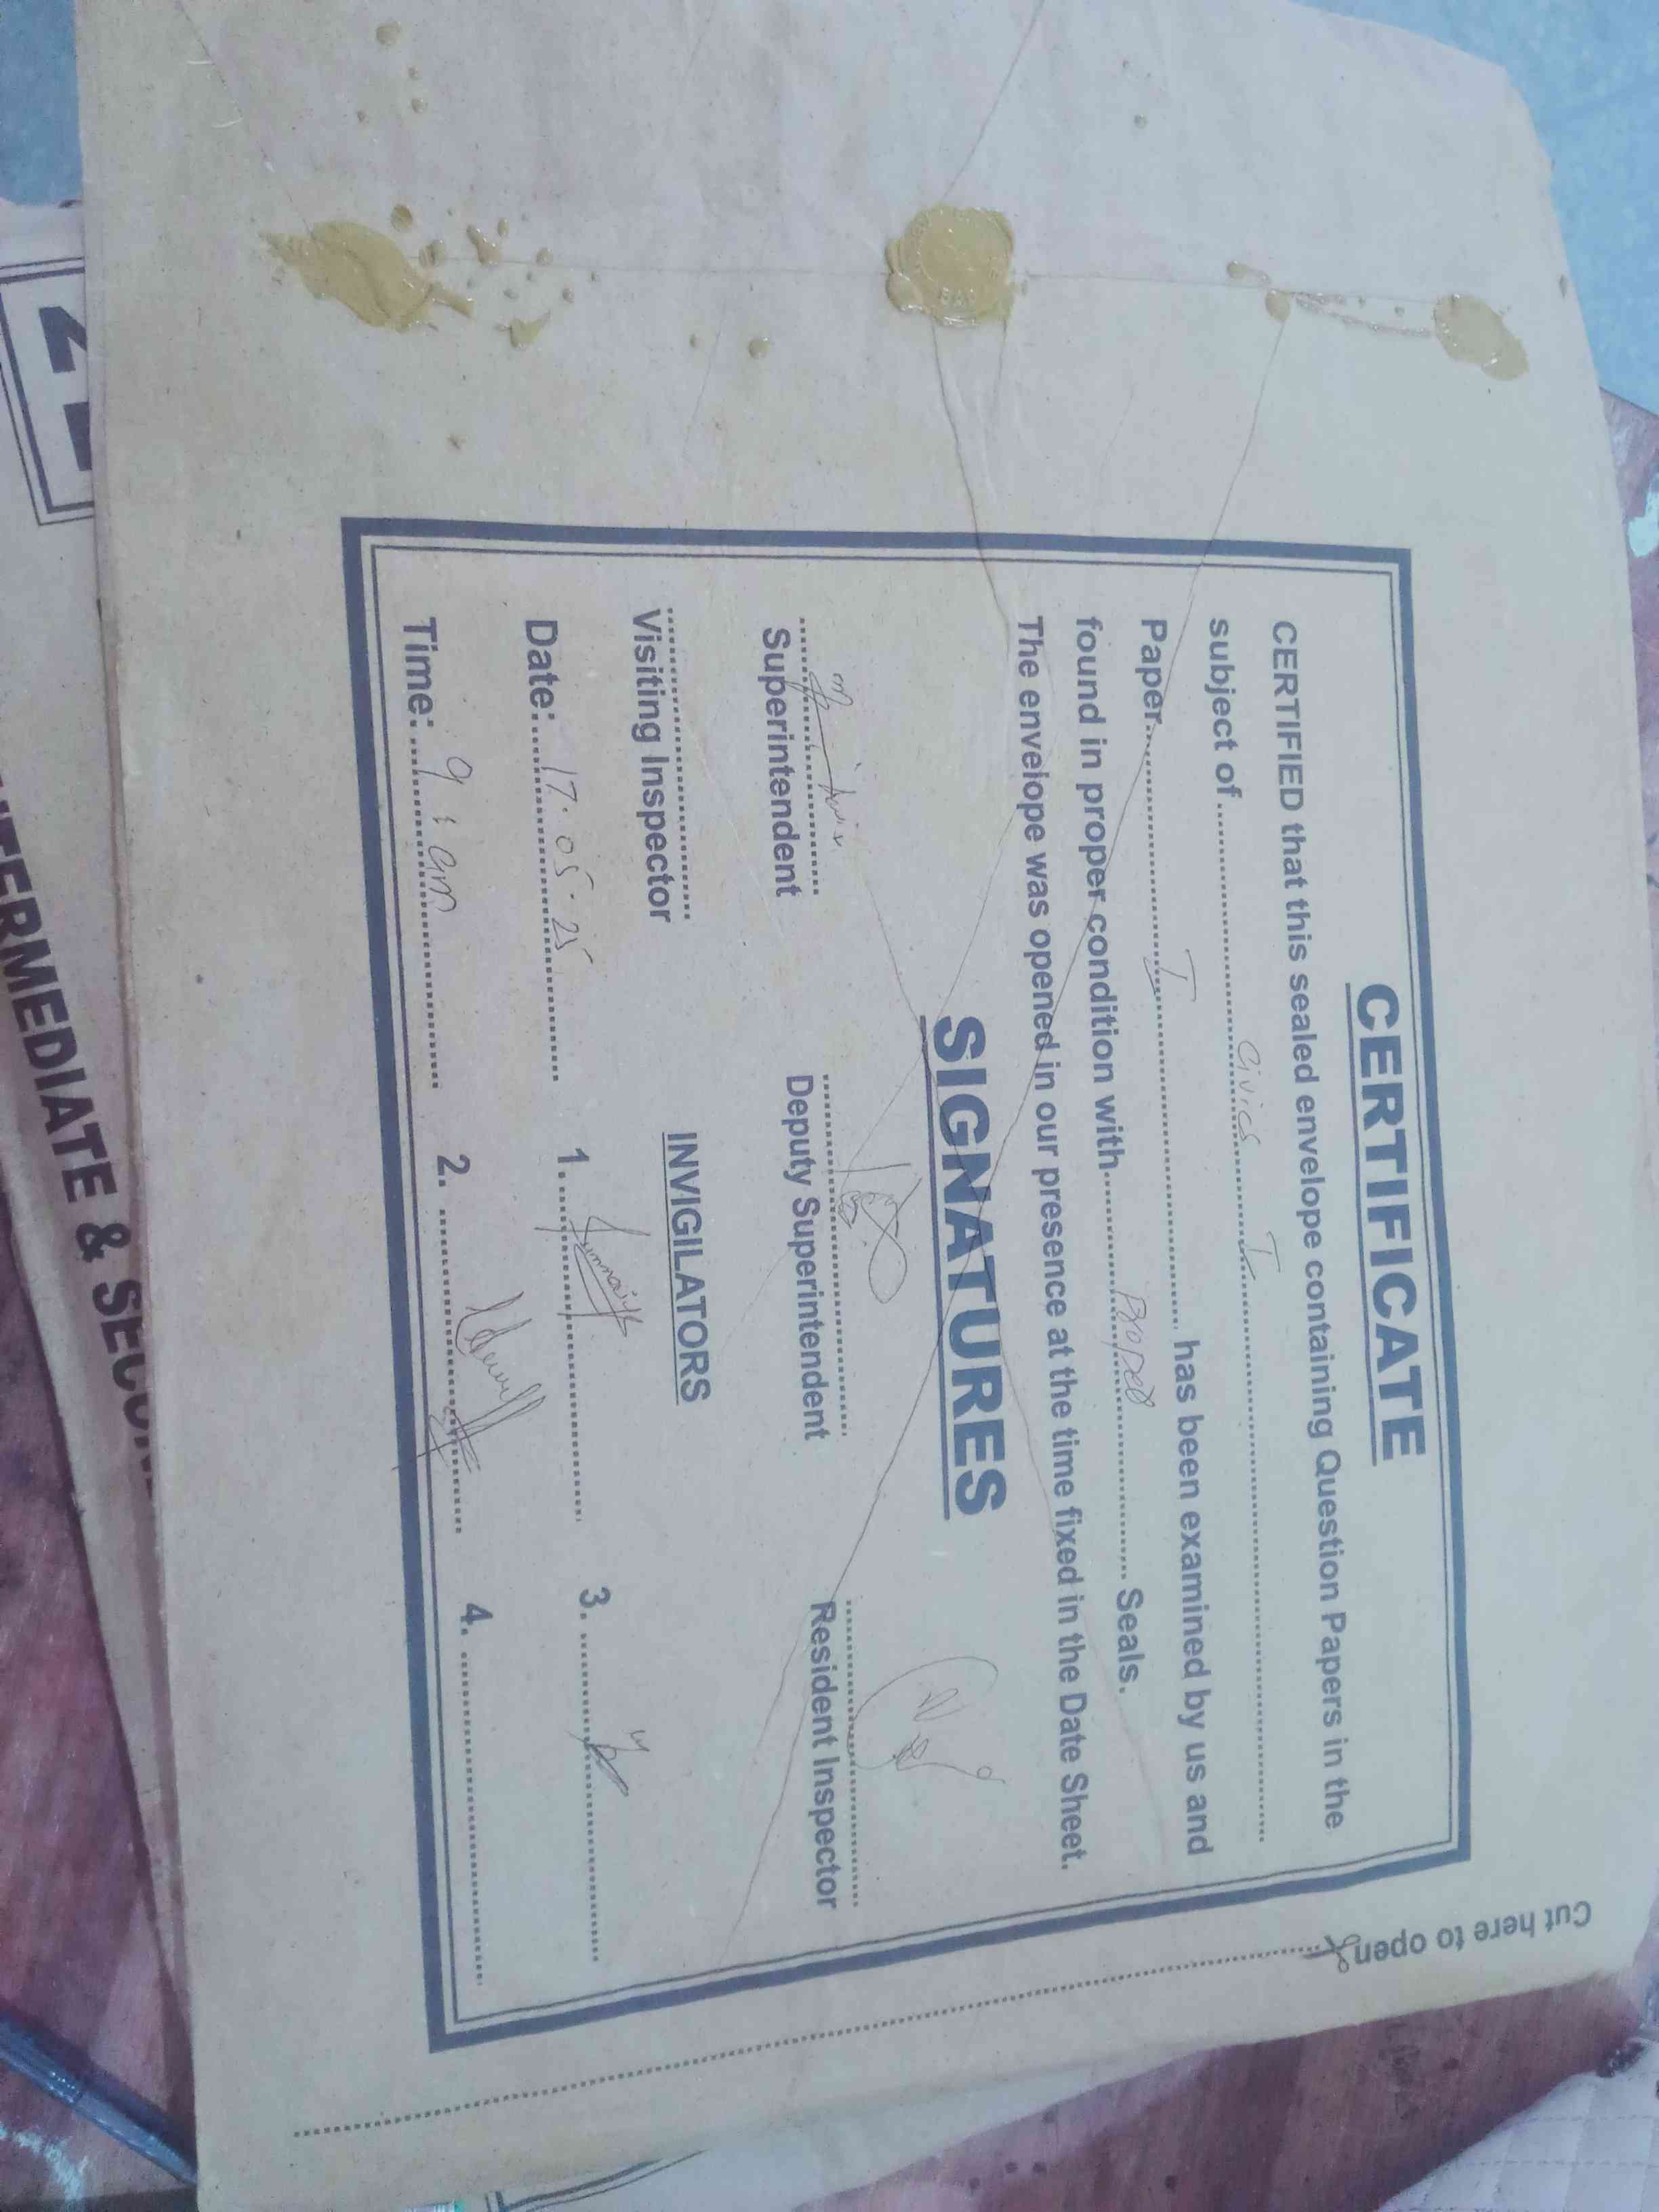 CERTIFICATE
CERTIFIED that this sealed envelope containing Question Papers in the
subject of.......... Civics I ..........
Paper.......... I .......... has been examined by us and
found in proper condition with.......... proper .......... Seals.
The envelope was opened in our presence at the time fixed in the Date Sheet.
SIGNATURES
Superintendent Deputy Superintendent Resident Inspector
Visiting Inspector
INVIGILATORS
Date: 17.05.25 1. 3.
Time: 9:am 2. 4.
Cut here to open
TERMEDIATE & SECON